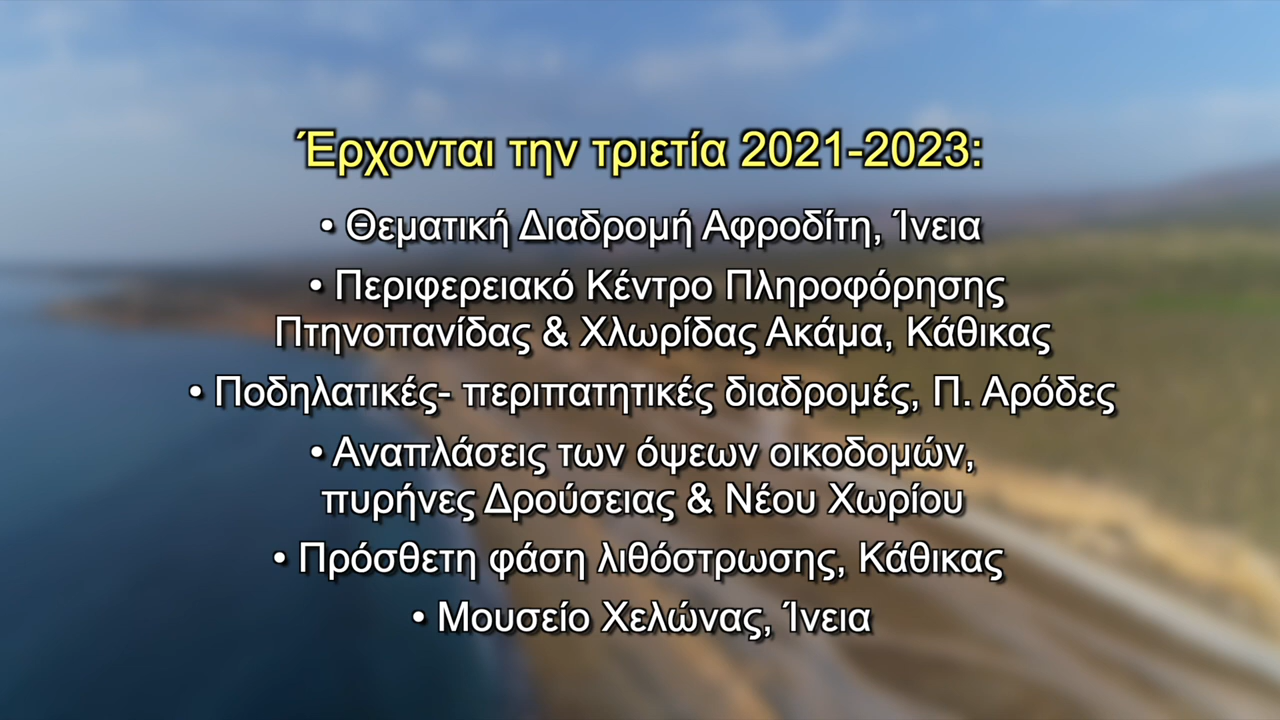 Έρχονται την τριετία 2021-2023:
• Θεματική Διαδρομή Αφροδίτη, Ίνεια
• Περιφερειακό Κέντρο Πληροφόρησης
Πτηνοπανίδας & Χλωρίδας Ακάμα, Κάθικας
• Ποδηλατικές- περιπατητικές διαδρομές, Π. Αρόδες
• Αναπλάσεις των όψεων οικοδομών,
πυρήνες Δρούσειας & Νέου Χωρίου
• Πρόσθετη φάση λιθόστρωσης, Κάθικας
• Μουσείο Χελώνας, Ίνεια